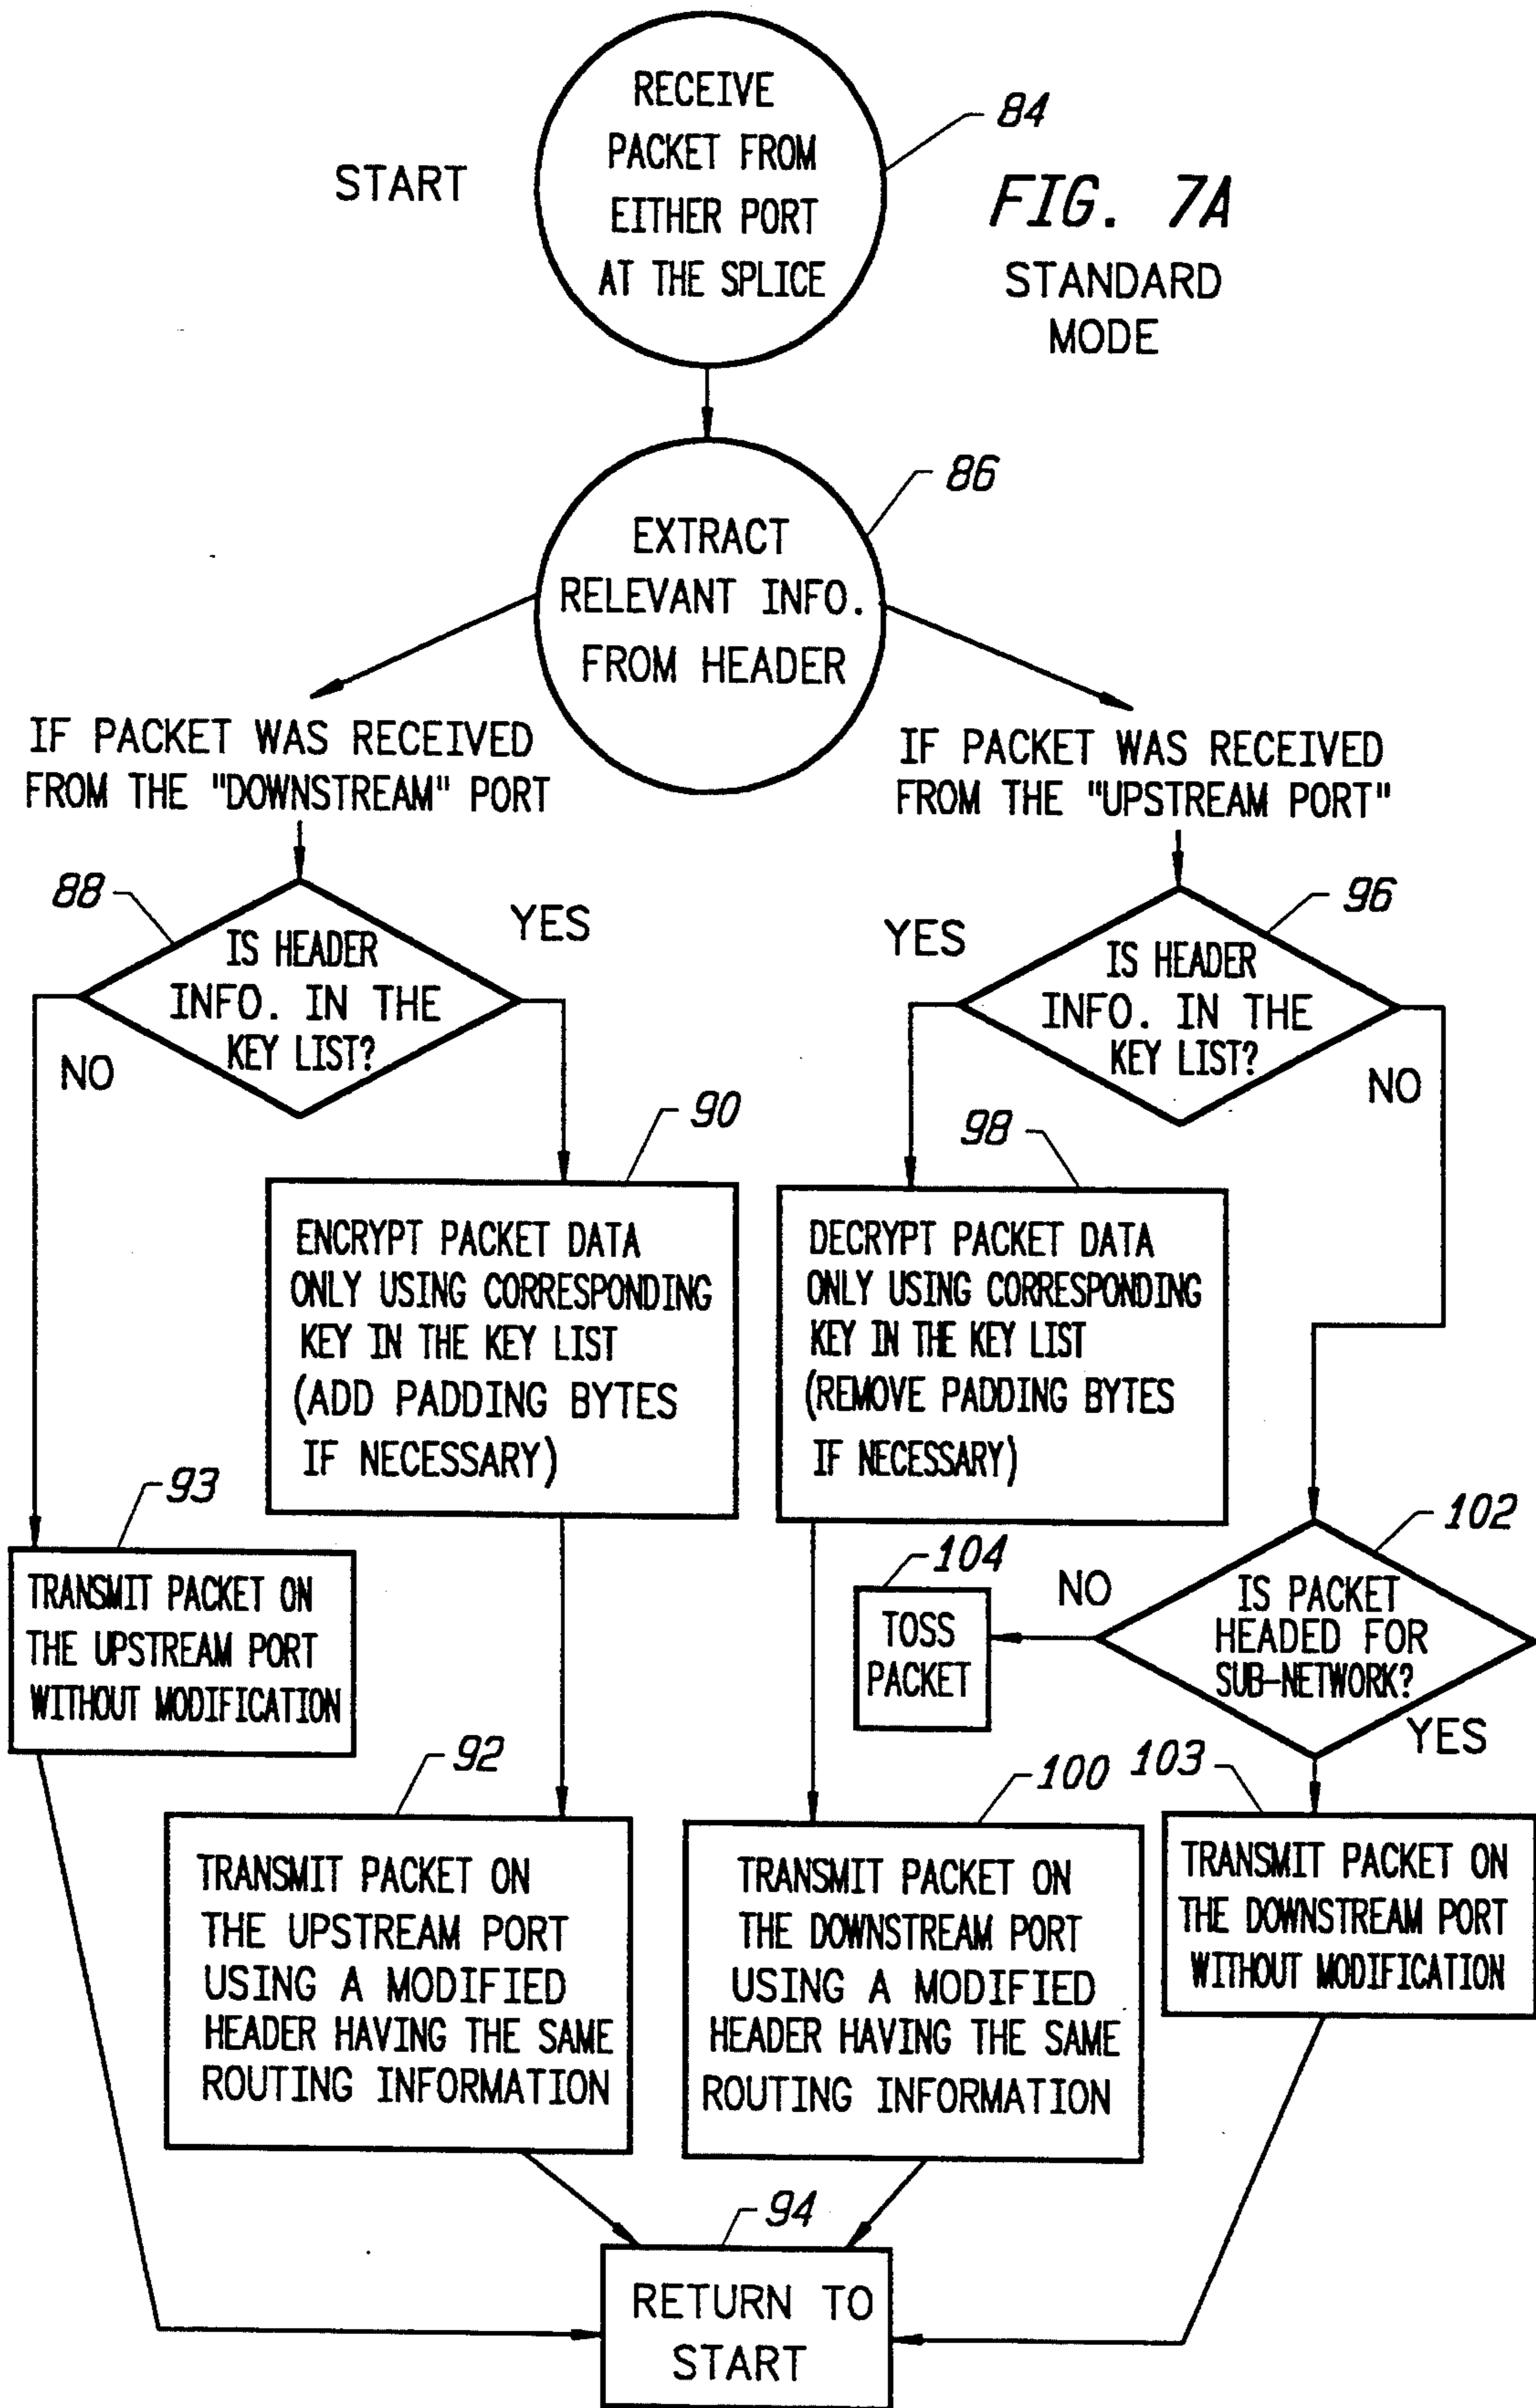 START
RECEIVE
PACKET FROM
EITHER PORT
AT THE SPLICE
84
FIG. 7A
STANDARD
MODE
86
EXTRACT
RELEVANT INFO.
FROM HEADER
IF PACKET WAS RECEIVED
FROM THE "DOWNSTREAM" PORT
IF PACKET WAS RECEIVED
FROM THE "UPSTREAM PORT"
88
IS HEADER
INFO. IN THE
KEY LIST?
YES
NO
96
IS HEADER
INFO. IN THE
KEY LIST?
YES
NO
90
ENCRYPT PACKET DATA
ONLY USING CORRESPONDING
KEY IN THE KEY LIST
(ADD PADDING BYTES
IF NECESSARY)
98
DECRYPT PACKET DATA
ONLY USING CORRESPONDING
KEY IN THE KEY LIST
(REMOVE PADDING BYTES
IF NECESSARY)
93
TRANSMIT PACKET ON
THE UPSTREAM PORT
WITHOUT MODIFICATION
104
TOSS
PACKET
NO
102
IS PACKET
HEADED FOR
SUB-NETWORK?
YES
92
TRANSMIT PACKET ON
THE UPSTREAM PORT
USING A MODIFIED
HEADER HAVING THE SAME
ROUTING INFORMATION
100
TRANSMIT PACKET ON
THE DOWNSTREAM PORT
USING A MODIFIED
HEADER HAVING THE SAME
ROUTING INFORMATION
103
TRANSMIT PACKET ON
THE DOWNSTREAM PORT
WITHOUT MODIFICATION
94
RETURN TO
START